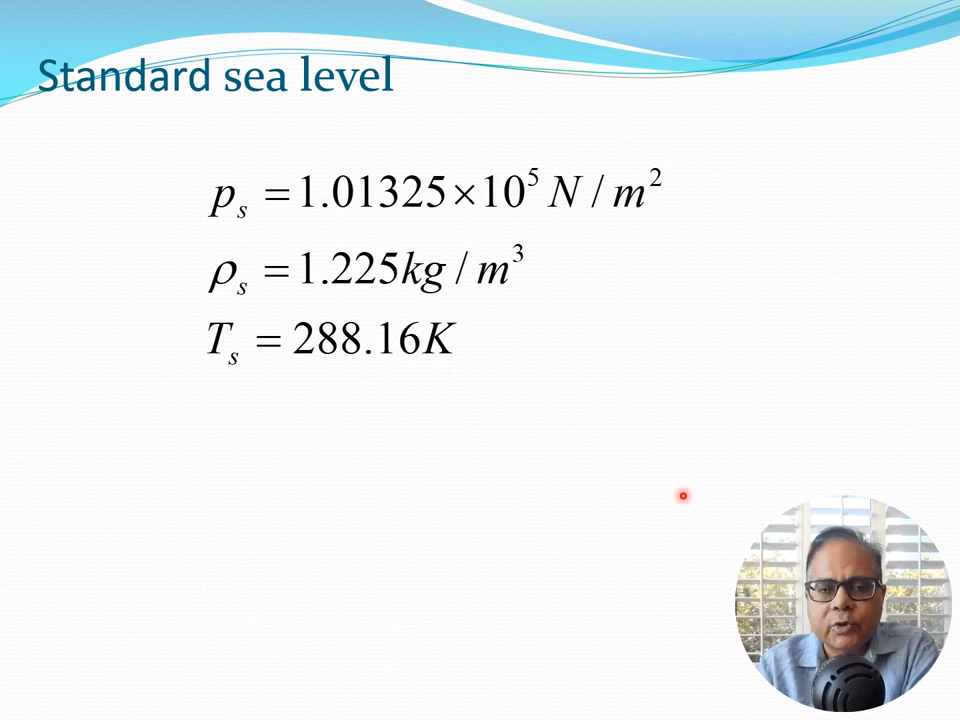 Standard sea level
p_s = 1.01325×10^5 N / m^2
ρ_s = 1.225kg / m^3
T_s = 288.16K